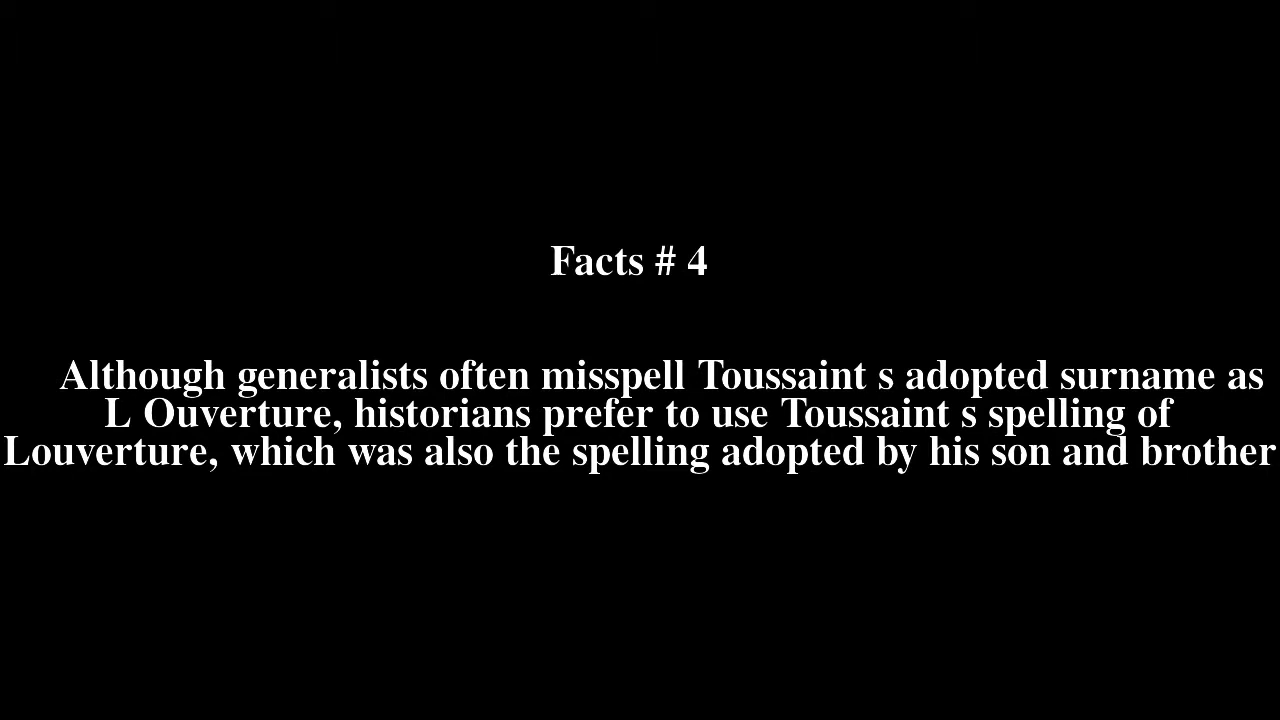 Facts # 4
Although generalists often misspell Toussaint s adopted surname as
L Ouverture, historians prefer to use Toussaint s spelling of
Louverture, which was also the spelling adopted by his son and brother